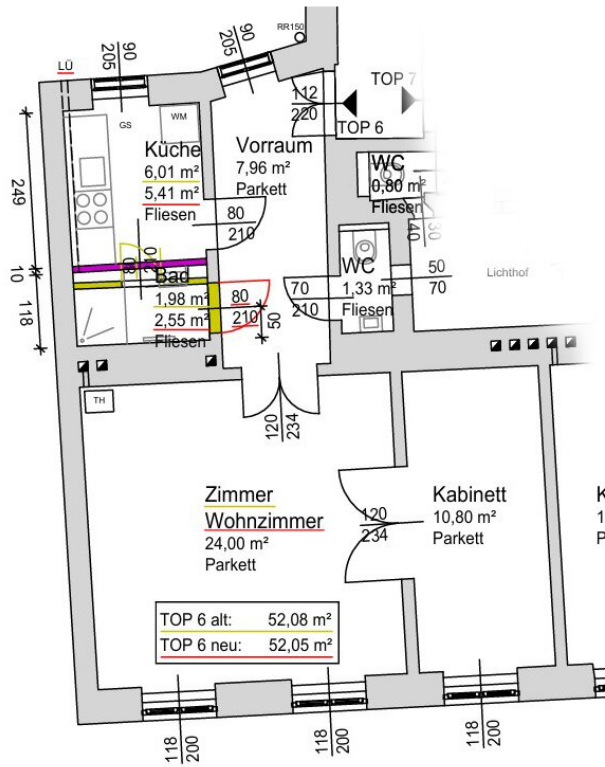 RR150
90
205
90
205
LÜ
TOP 7
112
220
TOP 6
GS
WM
Küche
6,01 m²
5,41 m²
Fliesen
Vorraum
7,96 m²
Parkett
WC
0,80 m²
Fliesen
249
10
118
80
210
Bad
1,98 m²
2,55 m²
Fliesen
80
210
50
70
210
WC
1,33 m²
Fliesen
50
70
Lichthof
TH
120
234
Zimmer
Wohnzimmer
24,00 m²
Parkett
120
234
Kabinett
10,80 m²
Parkett
TOP 6 alt: 52,08 m²
TOP 6 neu: 52,05 m²
118
200
118
200
118
200